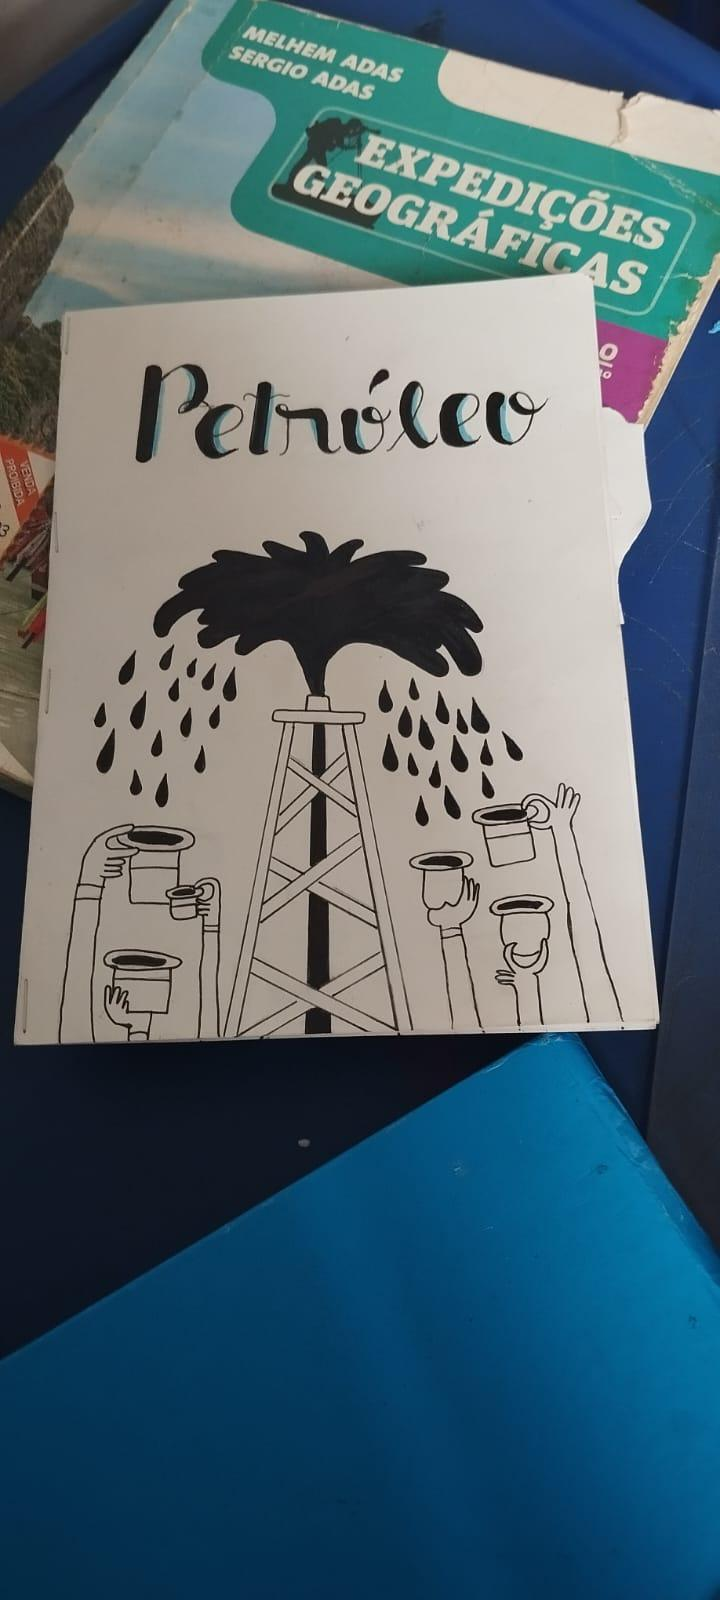 MELHEM ADAS
SERGIO ADAS
EXPEDIÇÕES
GEOGRÁFICAS
Petróleo
VENDA
PROIBIDA